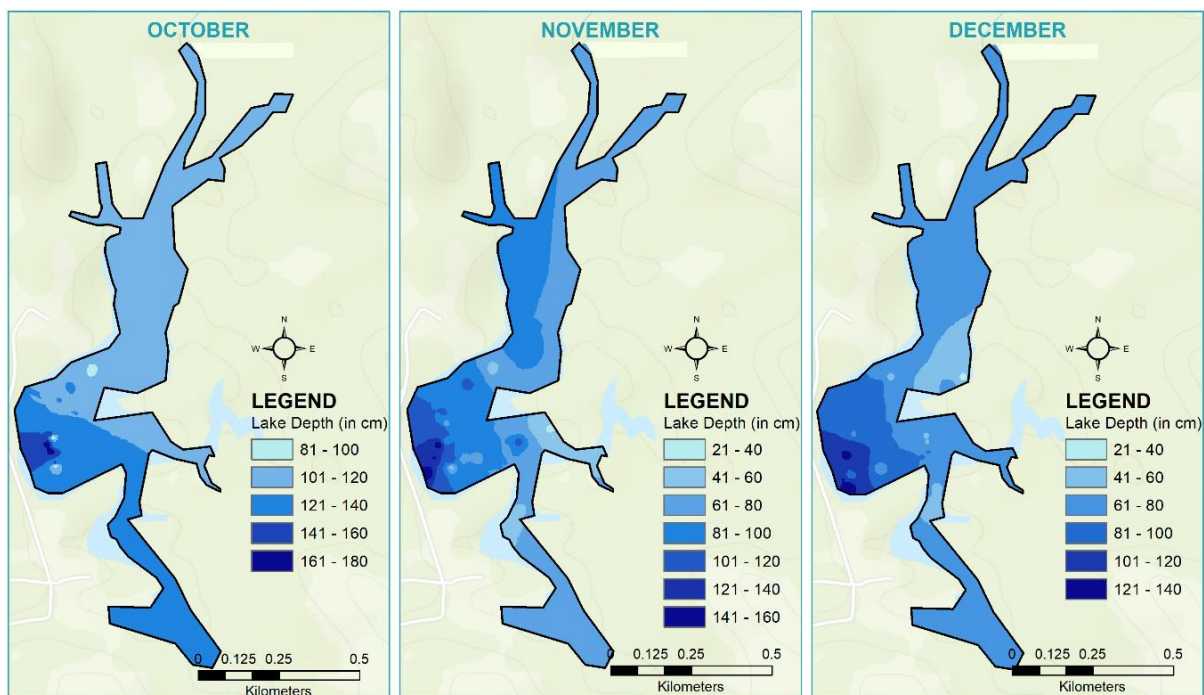 OCTOBER
N
W E
S
LEGEND
Lake Depth (in cm)
81 - 100
101 - 120
121 - 140
141 - 160
161 - 180
0 0.125 0.25 0.5
Kilometers
NOVEMBER
N
W E
S
LEGEND
Lake Depth (in cm)
21 - 40
41 - 60
61 - 80
81 - 100
101 - 120
121 - 140
141 - 160
0 0.125 0.25 0.5
Kilometers
DECEMBER
N
W E
S
LEGEND
Lake Depth (in cm)
21 - 40
41 - 60
61 - 80
81 - 100
101 - 120
121 - 140
0 0.125 0.25 0.5
Kilometers